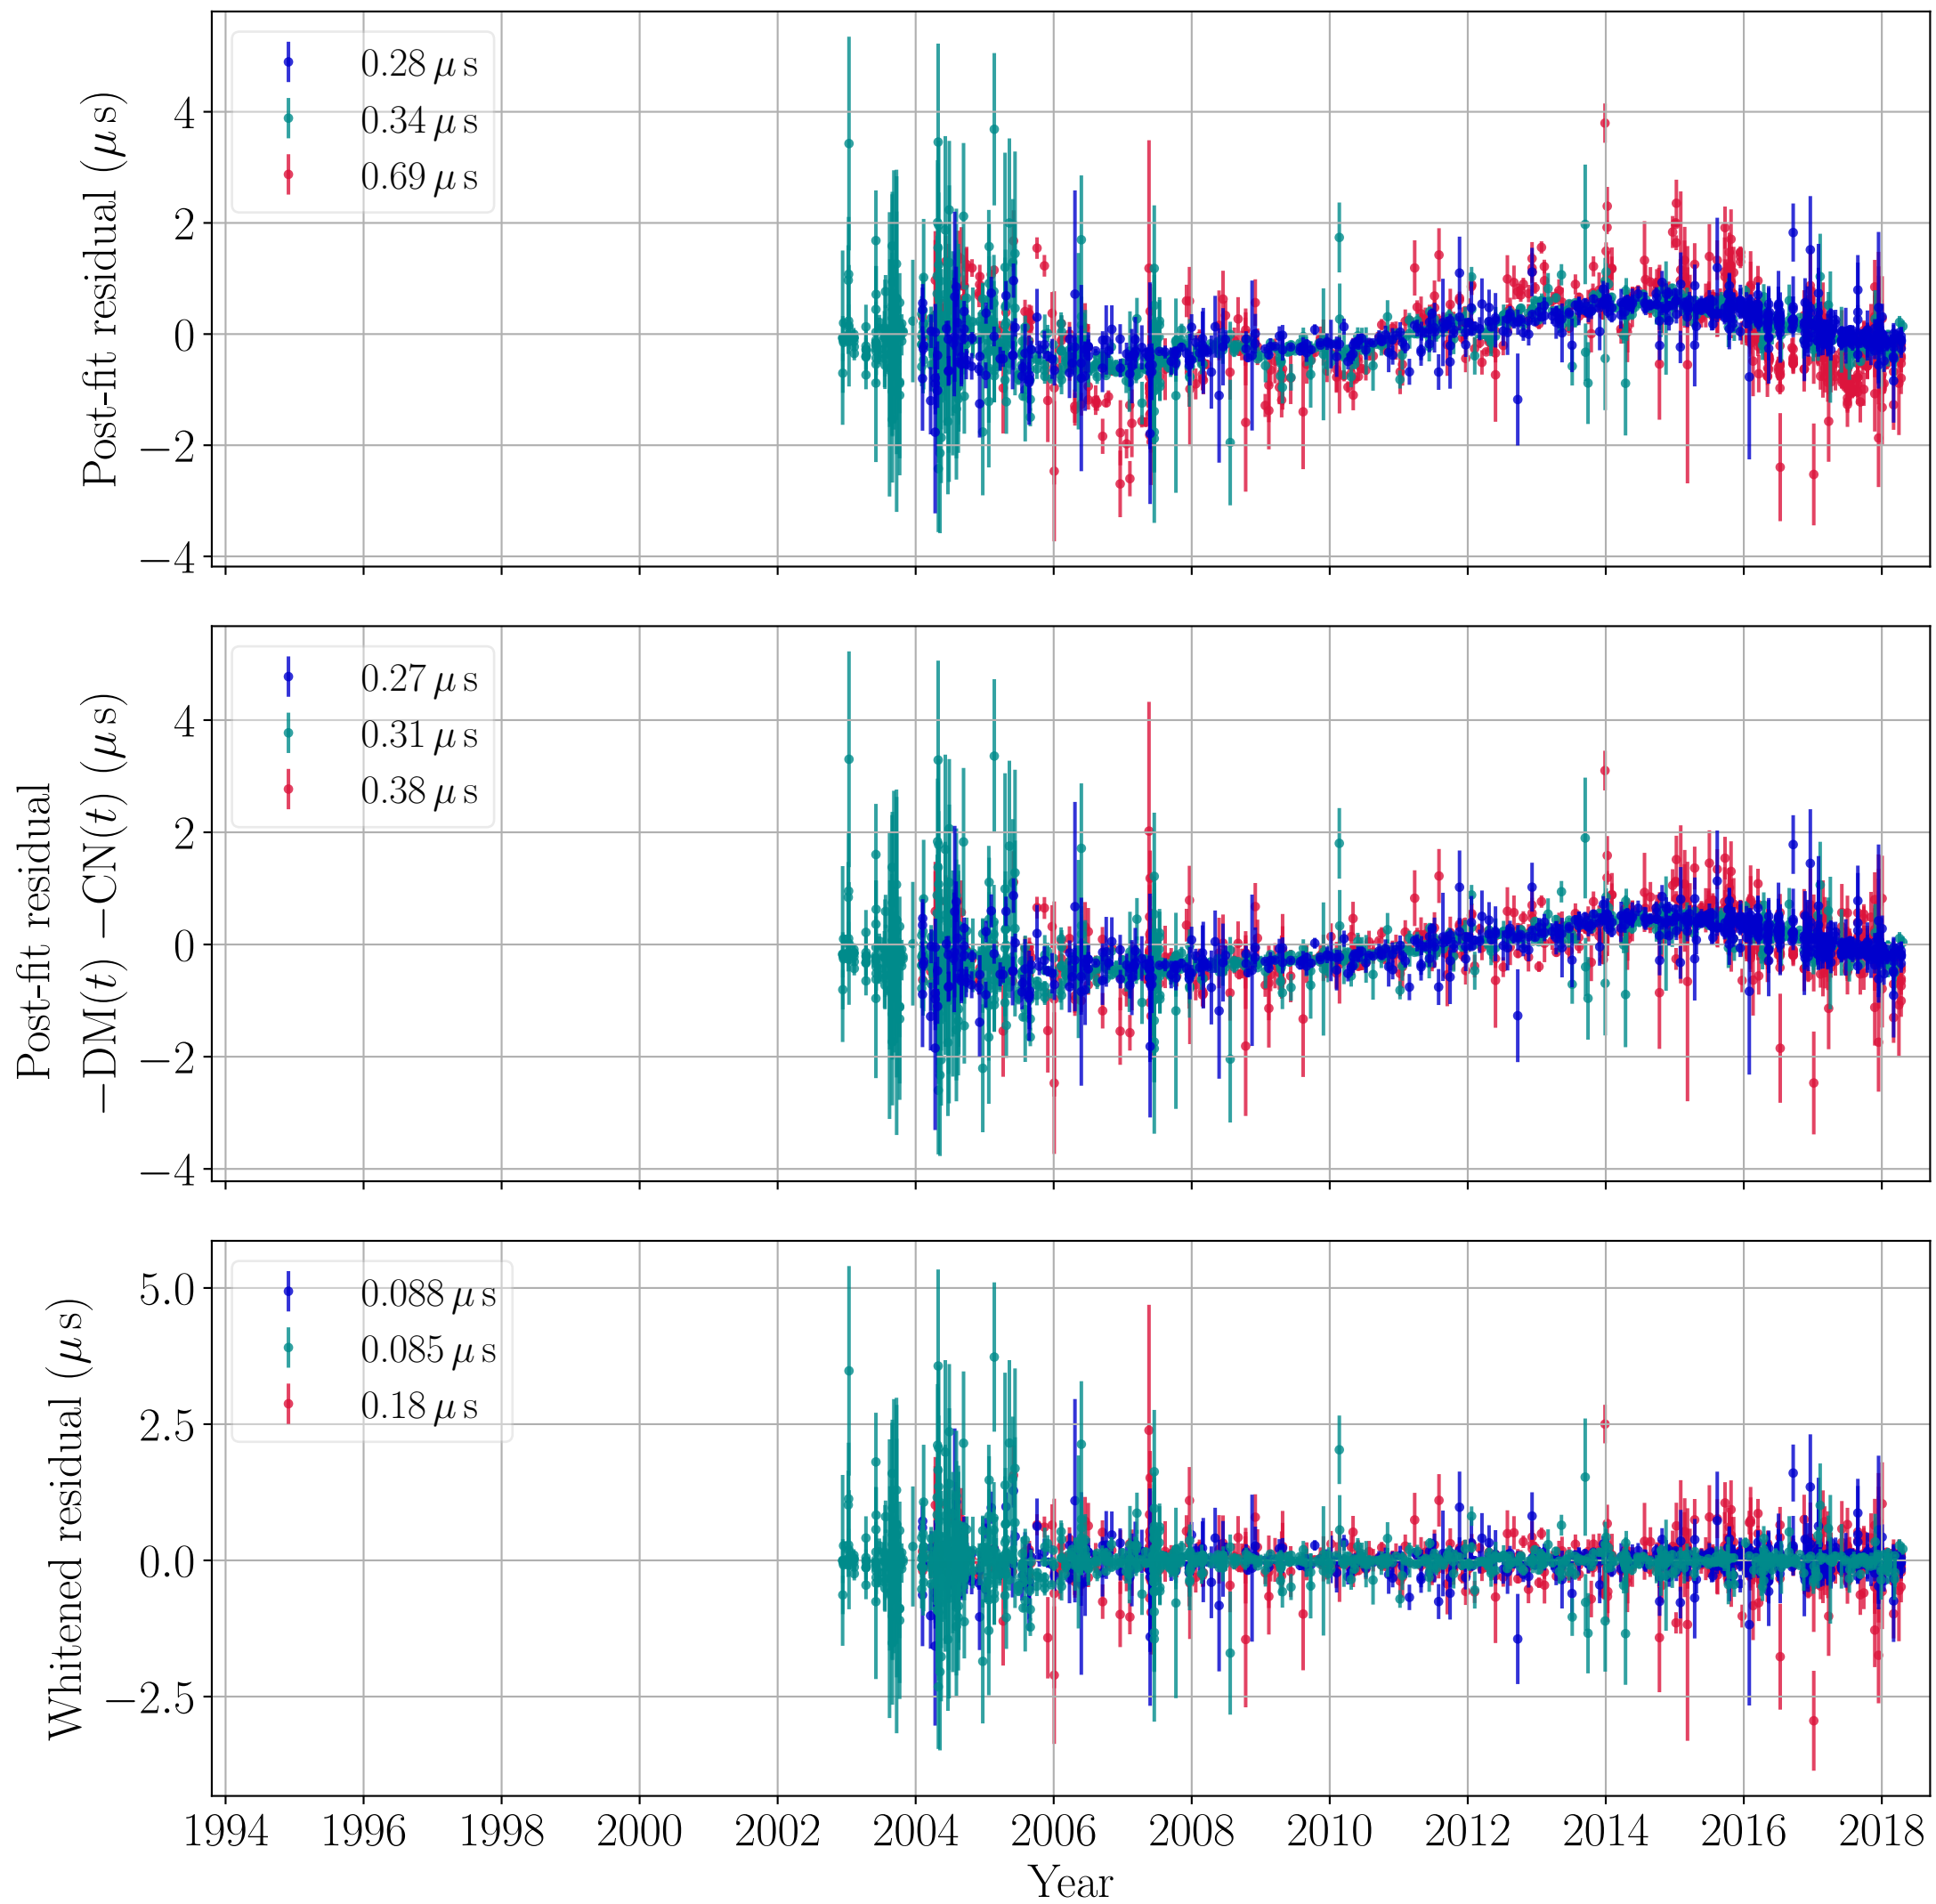 Post-fit residual (μs)
4
2
0
−2
−4
0.28 μs
0.34 μs
0.69 μs
Post-fit residual
−DM(t) −CN(t) (μs)
4
2
0
−2
−4
0.27 μs
0.31 μs
0.38 μs
Whitened residual (μs)
5.0
2.5
0.0
−2.5
0.088 μs
0.085 μs
0.18 μs
1994 1996 1998 2000 2002 2004 2006 2008 2010 2012 2014 2016 2018
Year